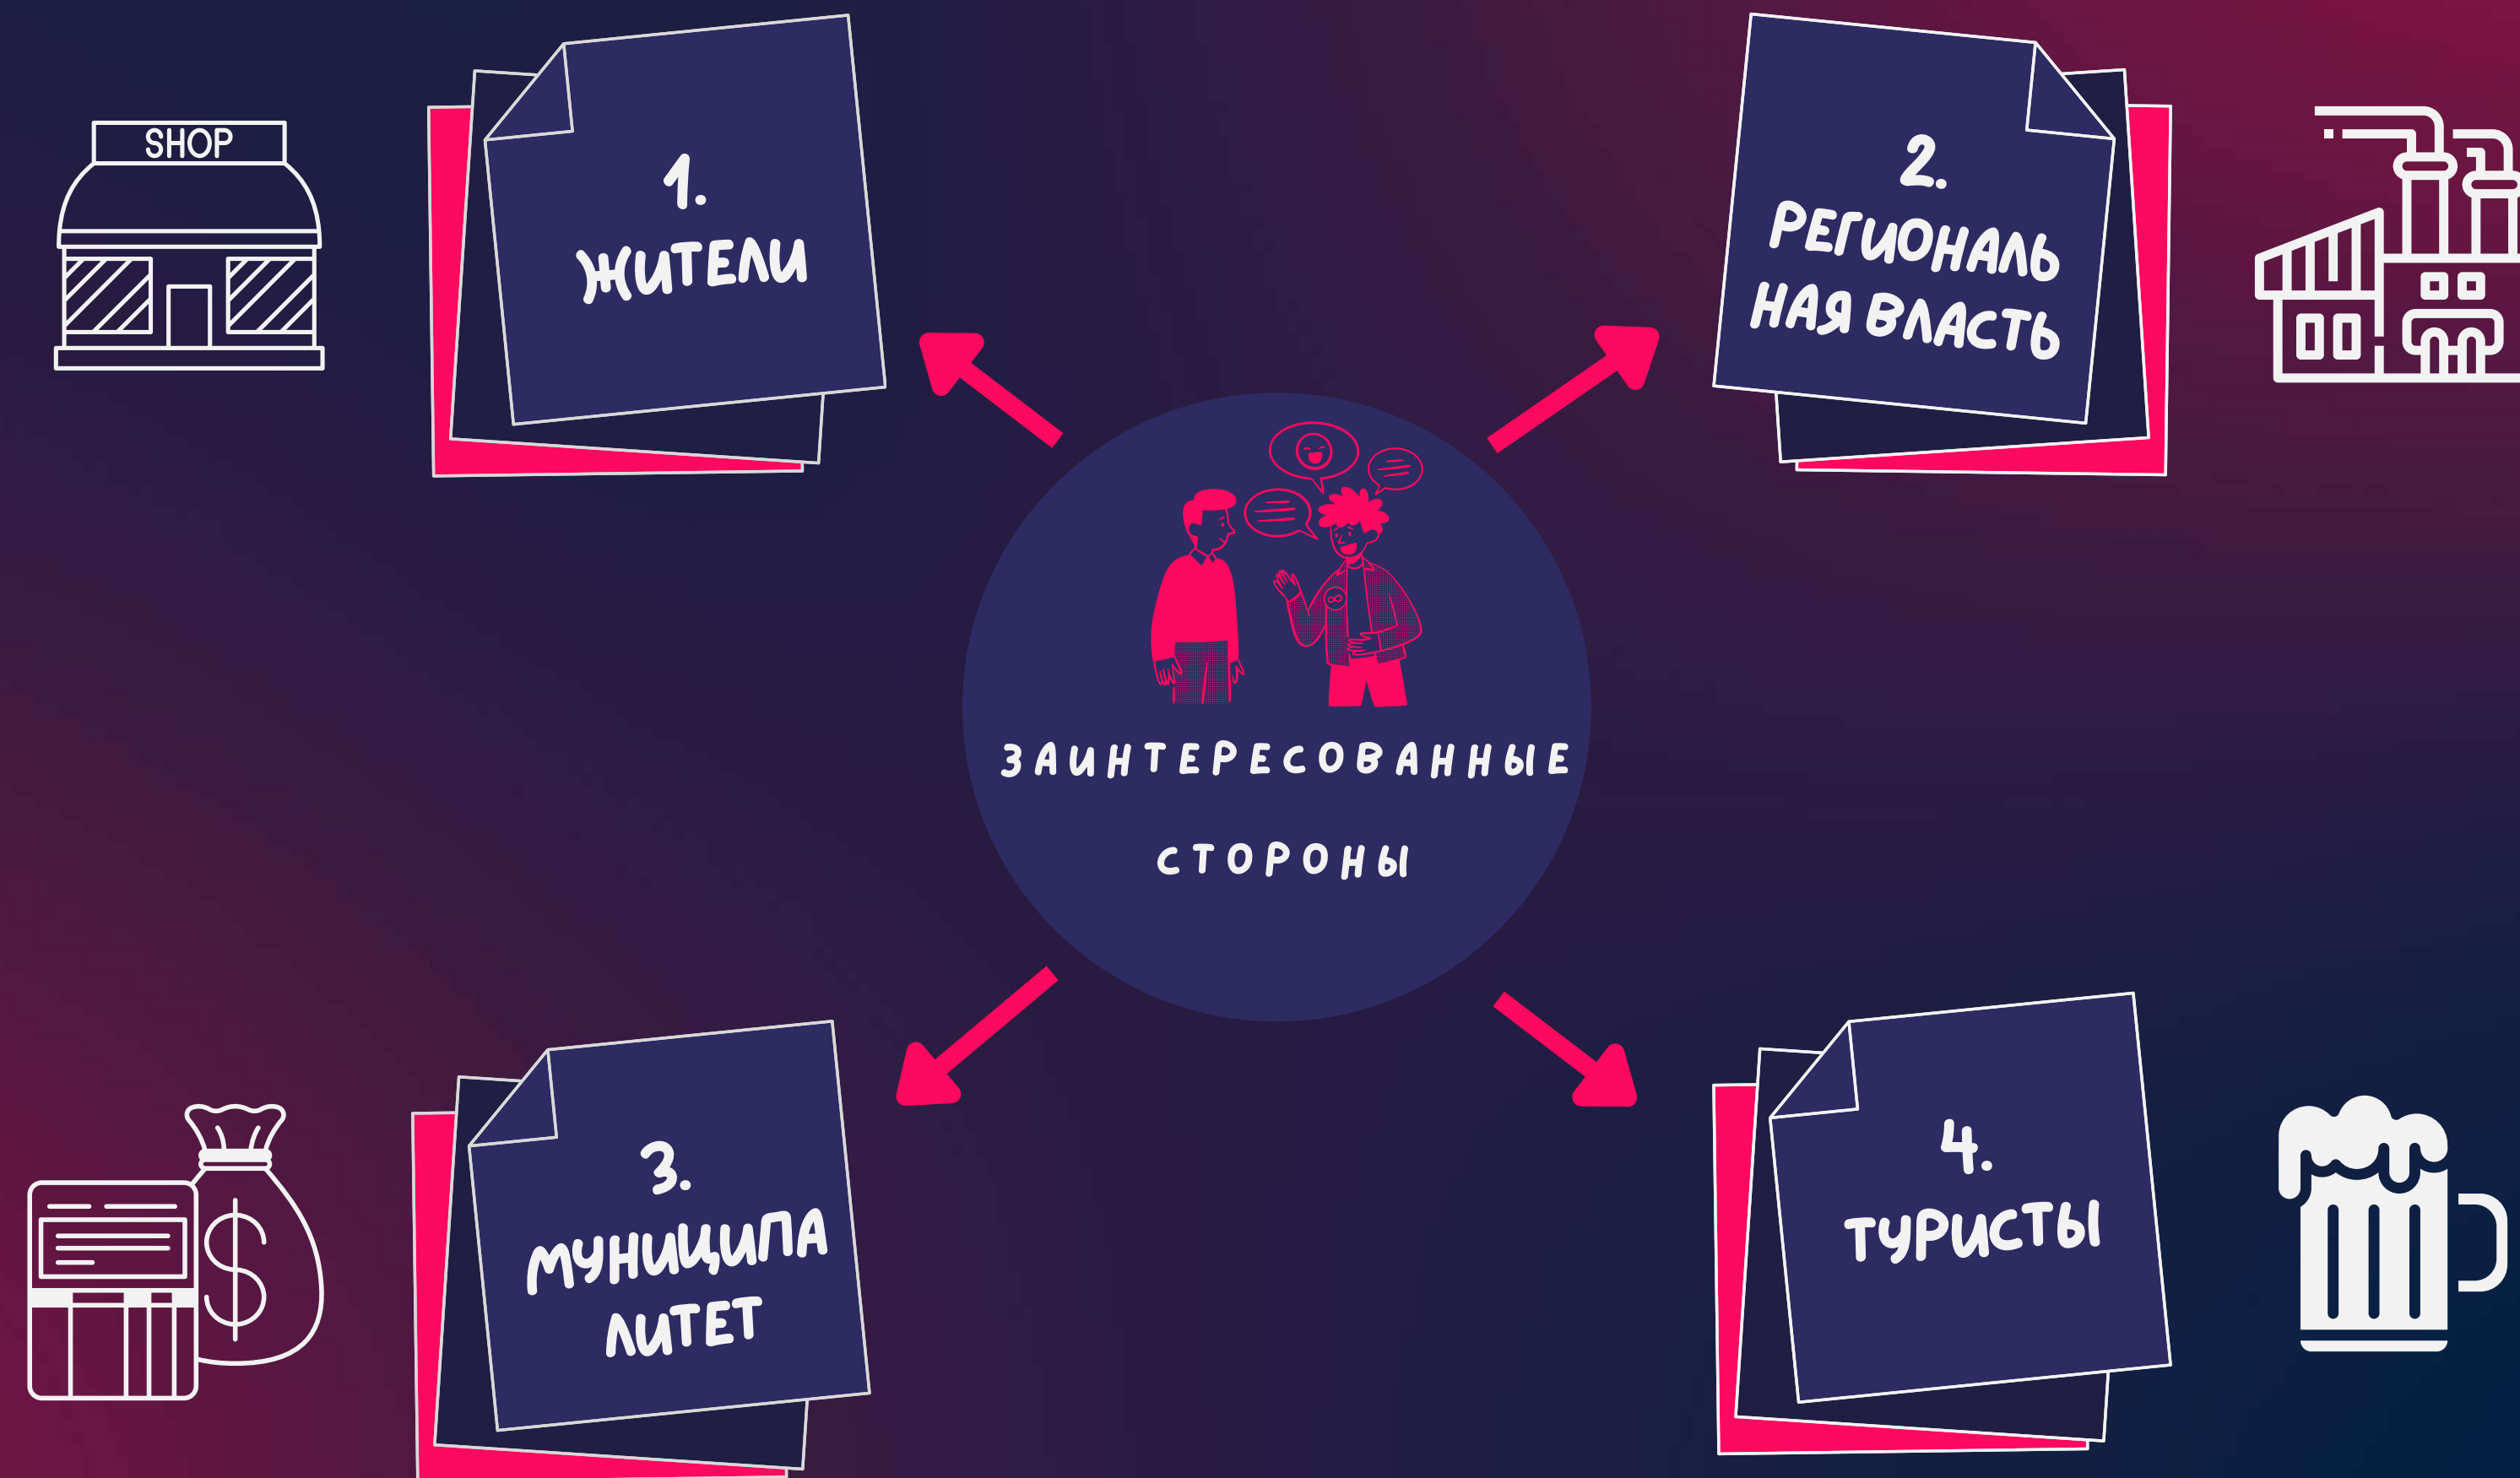 SHOP
1.
ЖИТЕЛИ
2.
РЕГИОНАЛЬ
НАЯ ВЛАСТЬ
ЗАИНТЕРЕСОВАННЫЕ
СТОРОНЫ
3.
МУНИЦИПА
ЛИТЕТ
4.
ТУРИСТЫ